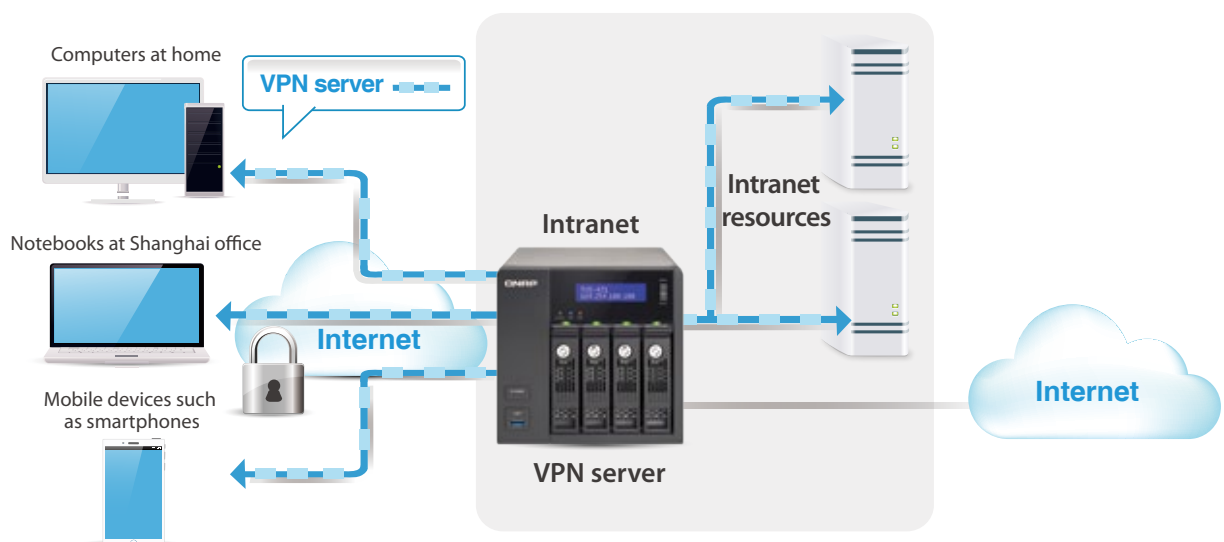 Computers at home
VPN server
Notebooks at Shanghai office
Internet
Mobile devices such
as smartphones
Intranet
QNAP
VPN server
Intranet
resources
Internet